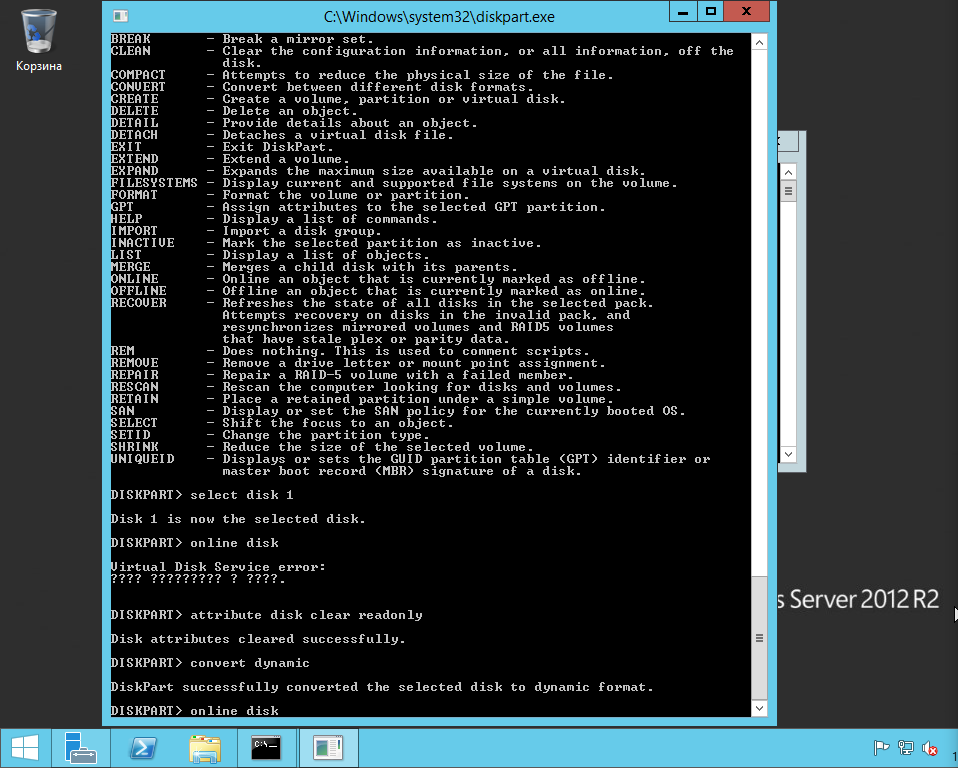 Корзина
C:\Windows\system32\diskpart.exe
BREAK - Break a mirror set.
CLEAN - Clear the configuration information, or all information, off the
disk.
COMPACT - Attempts to reduce the physical size of the file.
CONVERT - Convert between different disk formats.
CREATE - Create a volume, partition or virtual disk.
DELETE - Delete an object.
DETAIL - Provide details about an object.
DETACH - Detaches a virtual disk file.
EXIT - Exit DiskPart.
EXTEND - Extend a volume.
EXPAND - Expands the maximum size available on a virtual disk.
FILESYSTEMS - Display current and supported file systems on the volume.
FORMAT - Format the volume or partition.
GPT - Assign attributes to the selected GPT partition.
HELP - Display a list of commands.
IMPORT - Import a disk group.
INACTIVE - Mark the selected partition as inactive.
LIST - Display a list of objects.
MERGE - Merges a child disk with its parents.
ONLINE - Online an object that is currently marked as offline.
OFFLINE - Offline an object that is currently marked as online.
RECOVER - Refreshes the state of all disks in the selected pack.
Attempts recovery on disks in the invalid pack, and
resynchronizes mirrored volumes and RAID5 volumes
that have stale plex or parity data.
REM - Does nothing. This is used to comment scripts.
REMOVE - Remove a drive letter or mount point assignment.
REPAIR - Repair a RAID-5 volume with a failed member.
RESCAN - Rescan the computer looking for disks and volumes.
RETAIN - Place a retained partition under a simple volume.
SAN - Display or set the SAN policy for the currently booted OS.
SELECT - Shift the focus to an object.
SETID - Change the partition type.
SHRINK - Reduce the size of the selected volume.
UNIQUEID - Displays or sets the GUID partition table (GPT) identifier or
master boot record (MBR) signature of a disk.
DISKPART> select disk 1
Disk 1 is now the selected disk.
DISKPART> online disk
Virtual Disk Service error:
???? ????????? ? ????.
DISKPART> attribute disk clear readonly
Disk attributes cleared successfully.
DISKPART> convert dynamic
DiskPart successfully converted the selected disk to dynamic format.
DISKPART> online disk
s Server 2012 R2
C:\_
1